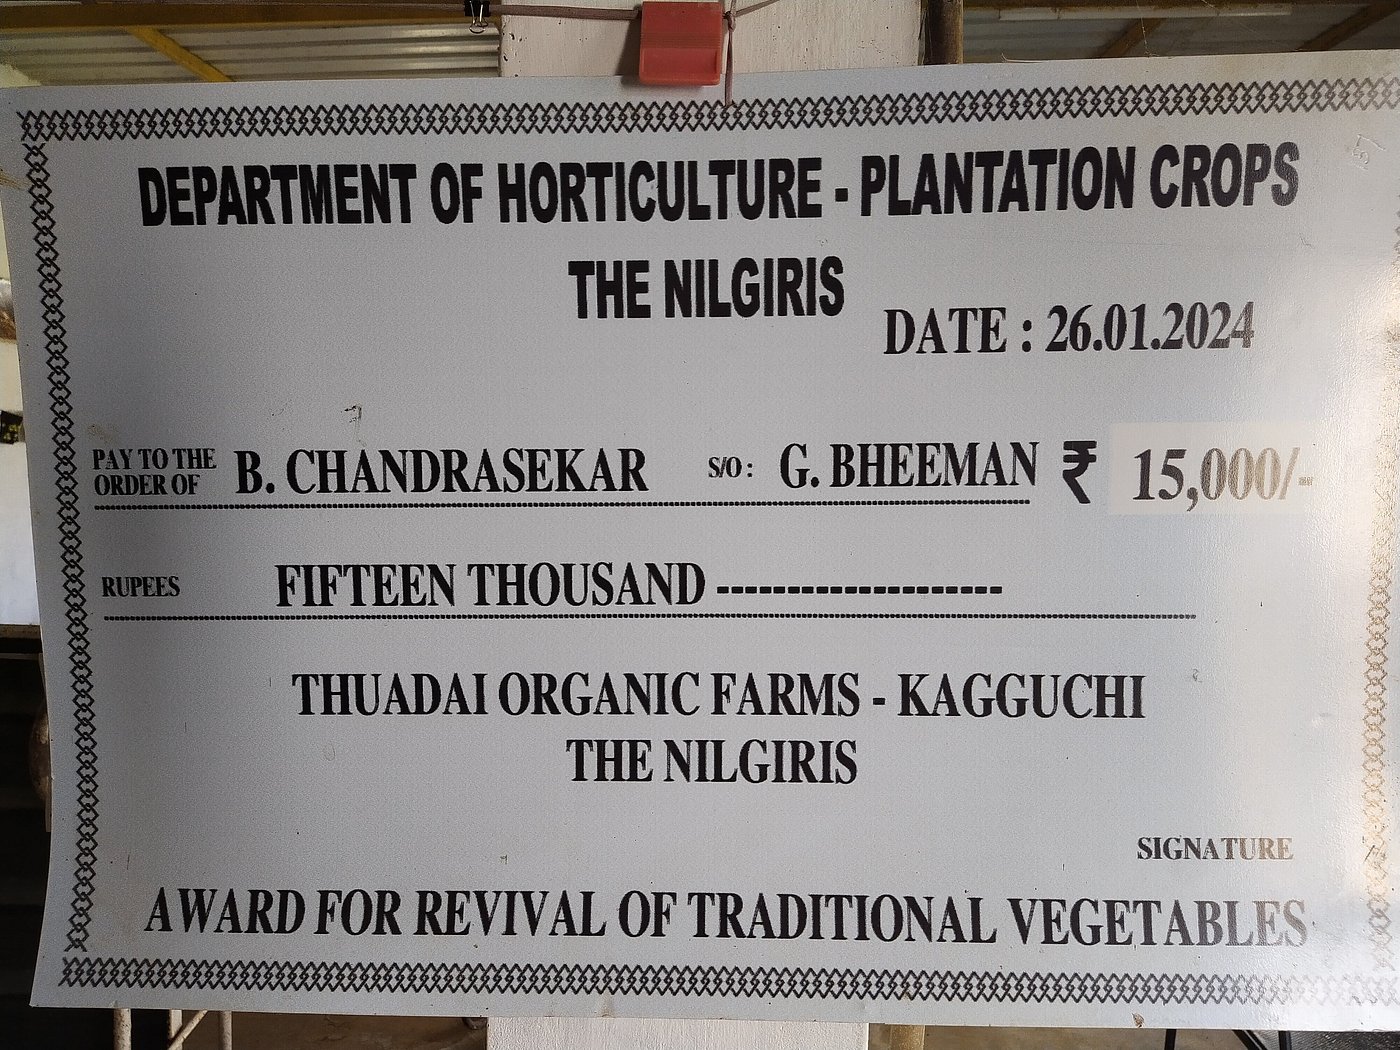 DEPARTMENT OF HORTICULTURE - PLANTATION CROPS
THE NILGIRIS
DATE : 26.01.2024
PAY TO THE ORDER OF B. CHANDRASEKAR S/O : G. BHEEMAN ₹ 15,000/-
RUPEES FIFTEEN THOUSAND --------------------
THUADAI ORGANIC FARMS - KAGGUCHI
THE NILGIRIS
SIGNATURE
AWARD FOR REVIVAL OF TRADITIONAL VEGETABLES